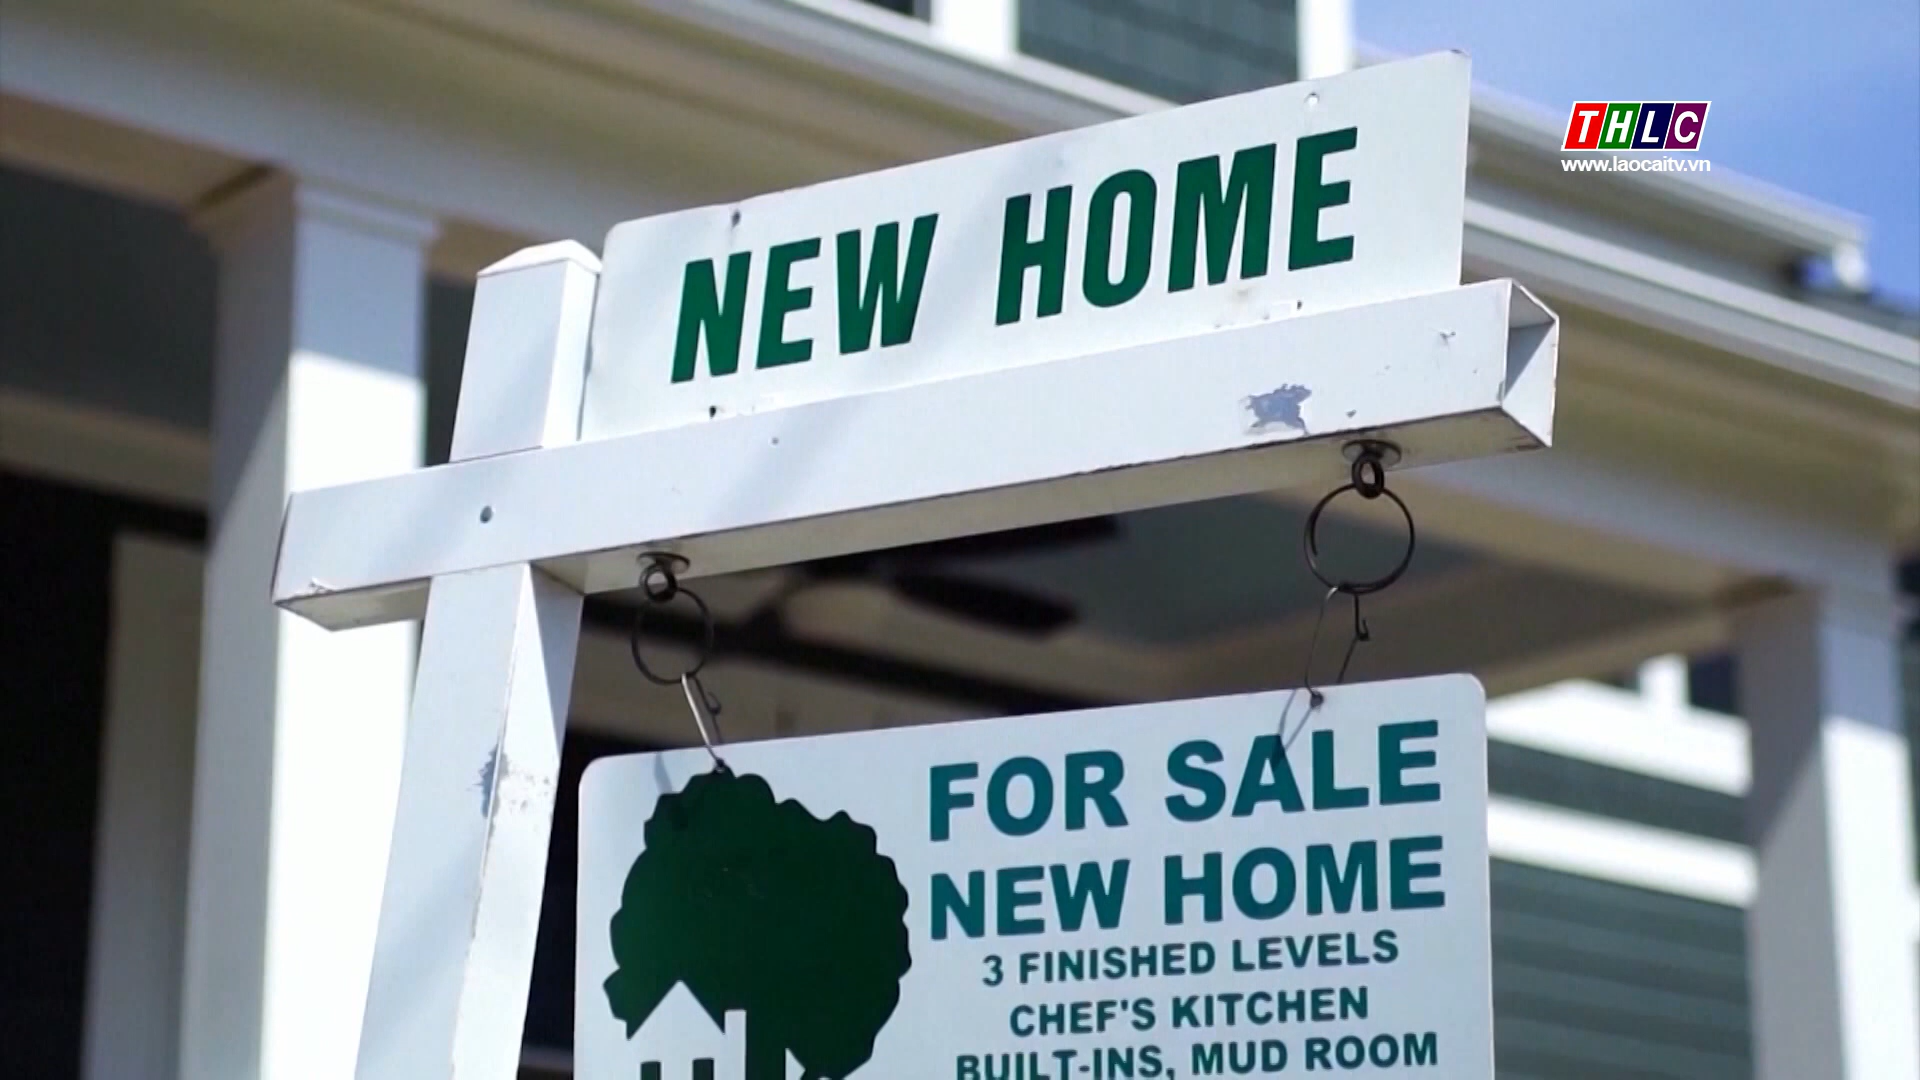 THLC
www.laocaitv.vn
NEW HOME
FOR SALE
NEW HOME
3 FINISHED LEVELS
CHEF'S KITCHEN
BUILT-INS, MUD ROOM